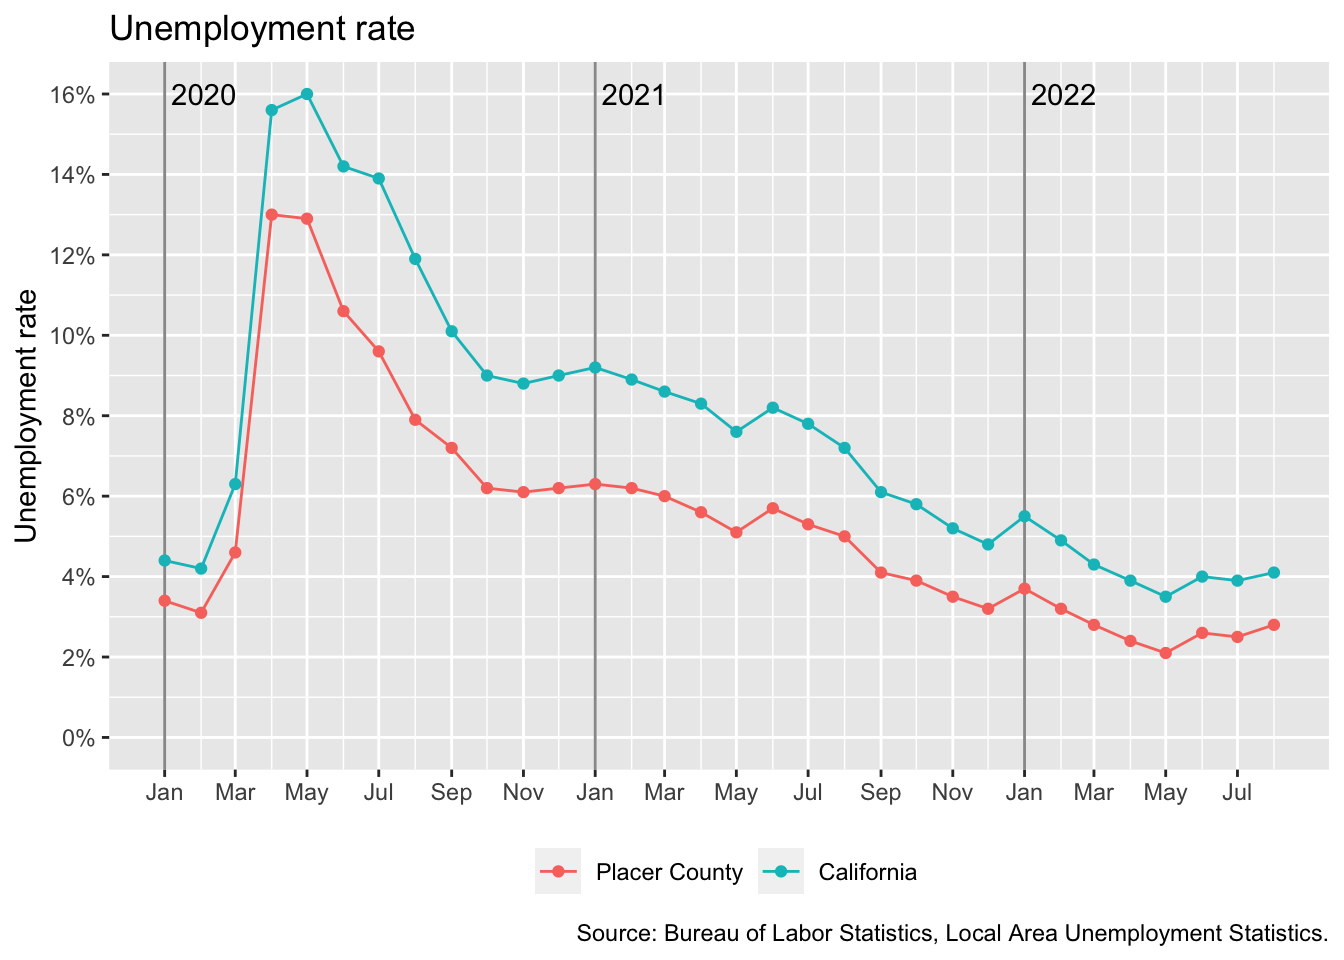 Unemployment rate
2020 2021 2022
16%
14%
12%
10%
8%
6%
4%
2%
0%
Unemployment rate
Jan Mar May Jul Sep Nov Jan Mar May Jul Sep Nov Jan Mar May Jul
Placer County California
Source: Bureau of Labor Statistics, Local Area Unemployment Statistics.